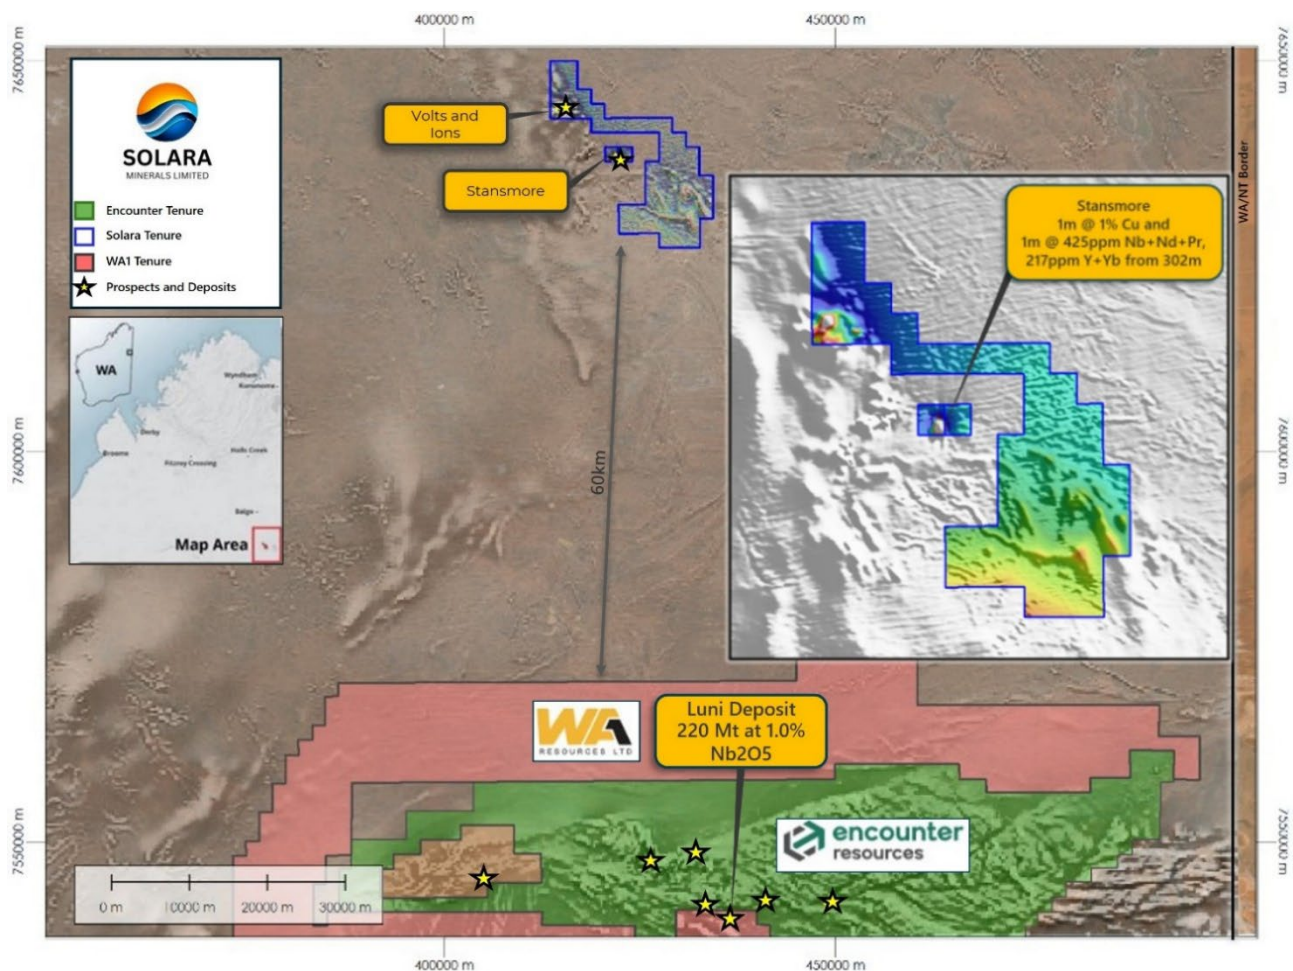 400000 m
450000 m
7650000 m
7650000 m
SOLARA
MINERALS LIMITED
Encounter Tenure
Solara Tenure
WA1 Tenure
Prospects and Deposits
Volts and
Ions
Stansmore
WA/NT Border
Stansmore
1m @ 1% Cu and
1m @ 425ppm Nb+Nd+Pr,
217ppm Y+Yb from 302m
WA
Wyndham
Kununurra
Derby
Broome
Fitzroy Crossing
Halls Creek
Balgo
Map Area
7600000 m
7600000 m
60km
WA1
RESOURCES LTD
Luni Deposit
220 Mt at 1.0%
Nb2O5
encounter
resources
7550000 m
7550000 m
0 m
10000 m
20000 m
30000 m
400000 m
450000 m